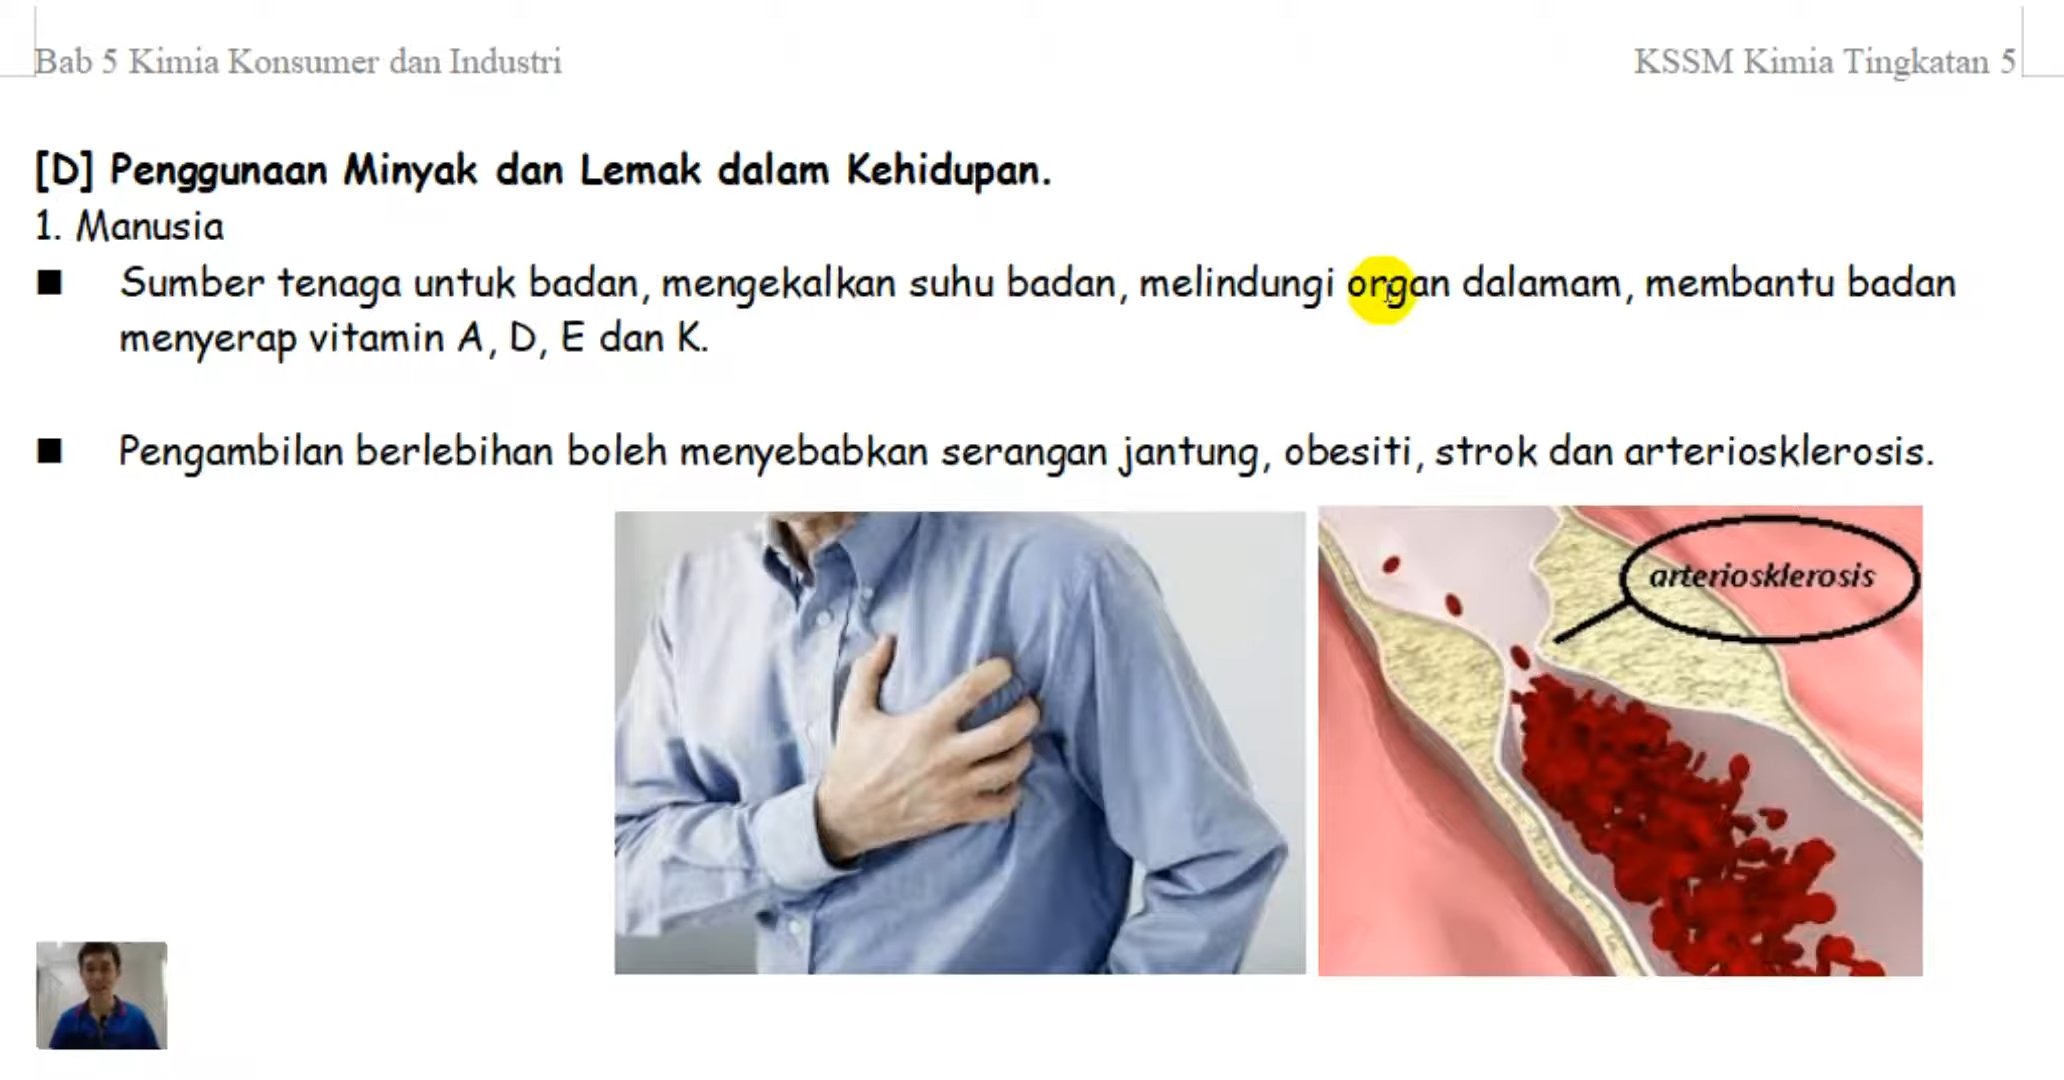 Bab 5 Kimia Konsumer dan Industri
KSSM Kimia Tingkatan 5
[D] Penggunaan Minyak dan Lemak dalam Kehidupan.
1. Manusia
■ Sumber tenaga untuk badan, mengekalkan suhu badan, melindungi organ dalamam, membantu badan
menyerap vitamin A, D, E dan K.
■ Pengambilan berlebihan boleh menyebabkan serangan jantung, obesiti, strok dan arteriosklerosis.
arteriosklerosis